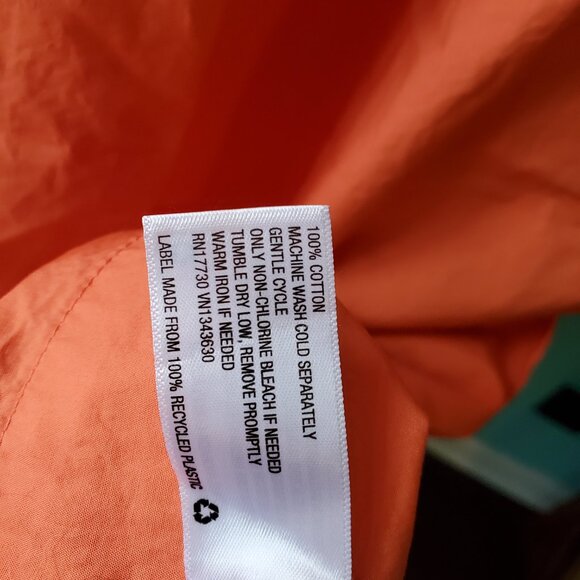 100% COTTON
MACHINE WASH COLD SEPARATELY
GENTLE CYCLE
ONLY NON-CHLORINE BLEACH IF NEEDED
TUMBLE DRY LOW, REMOVE PROMPTLY
WARM IRON IF NEEDED
RN17730 VN1343630
LABEL MADE FROM 100% RECYCLED PLASTIC